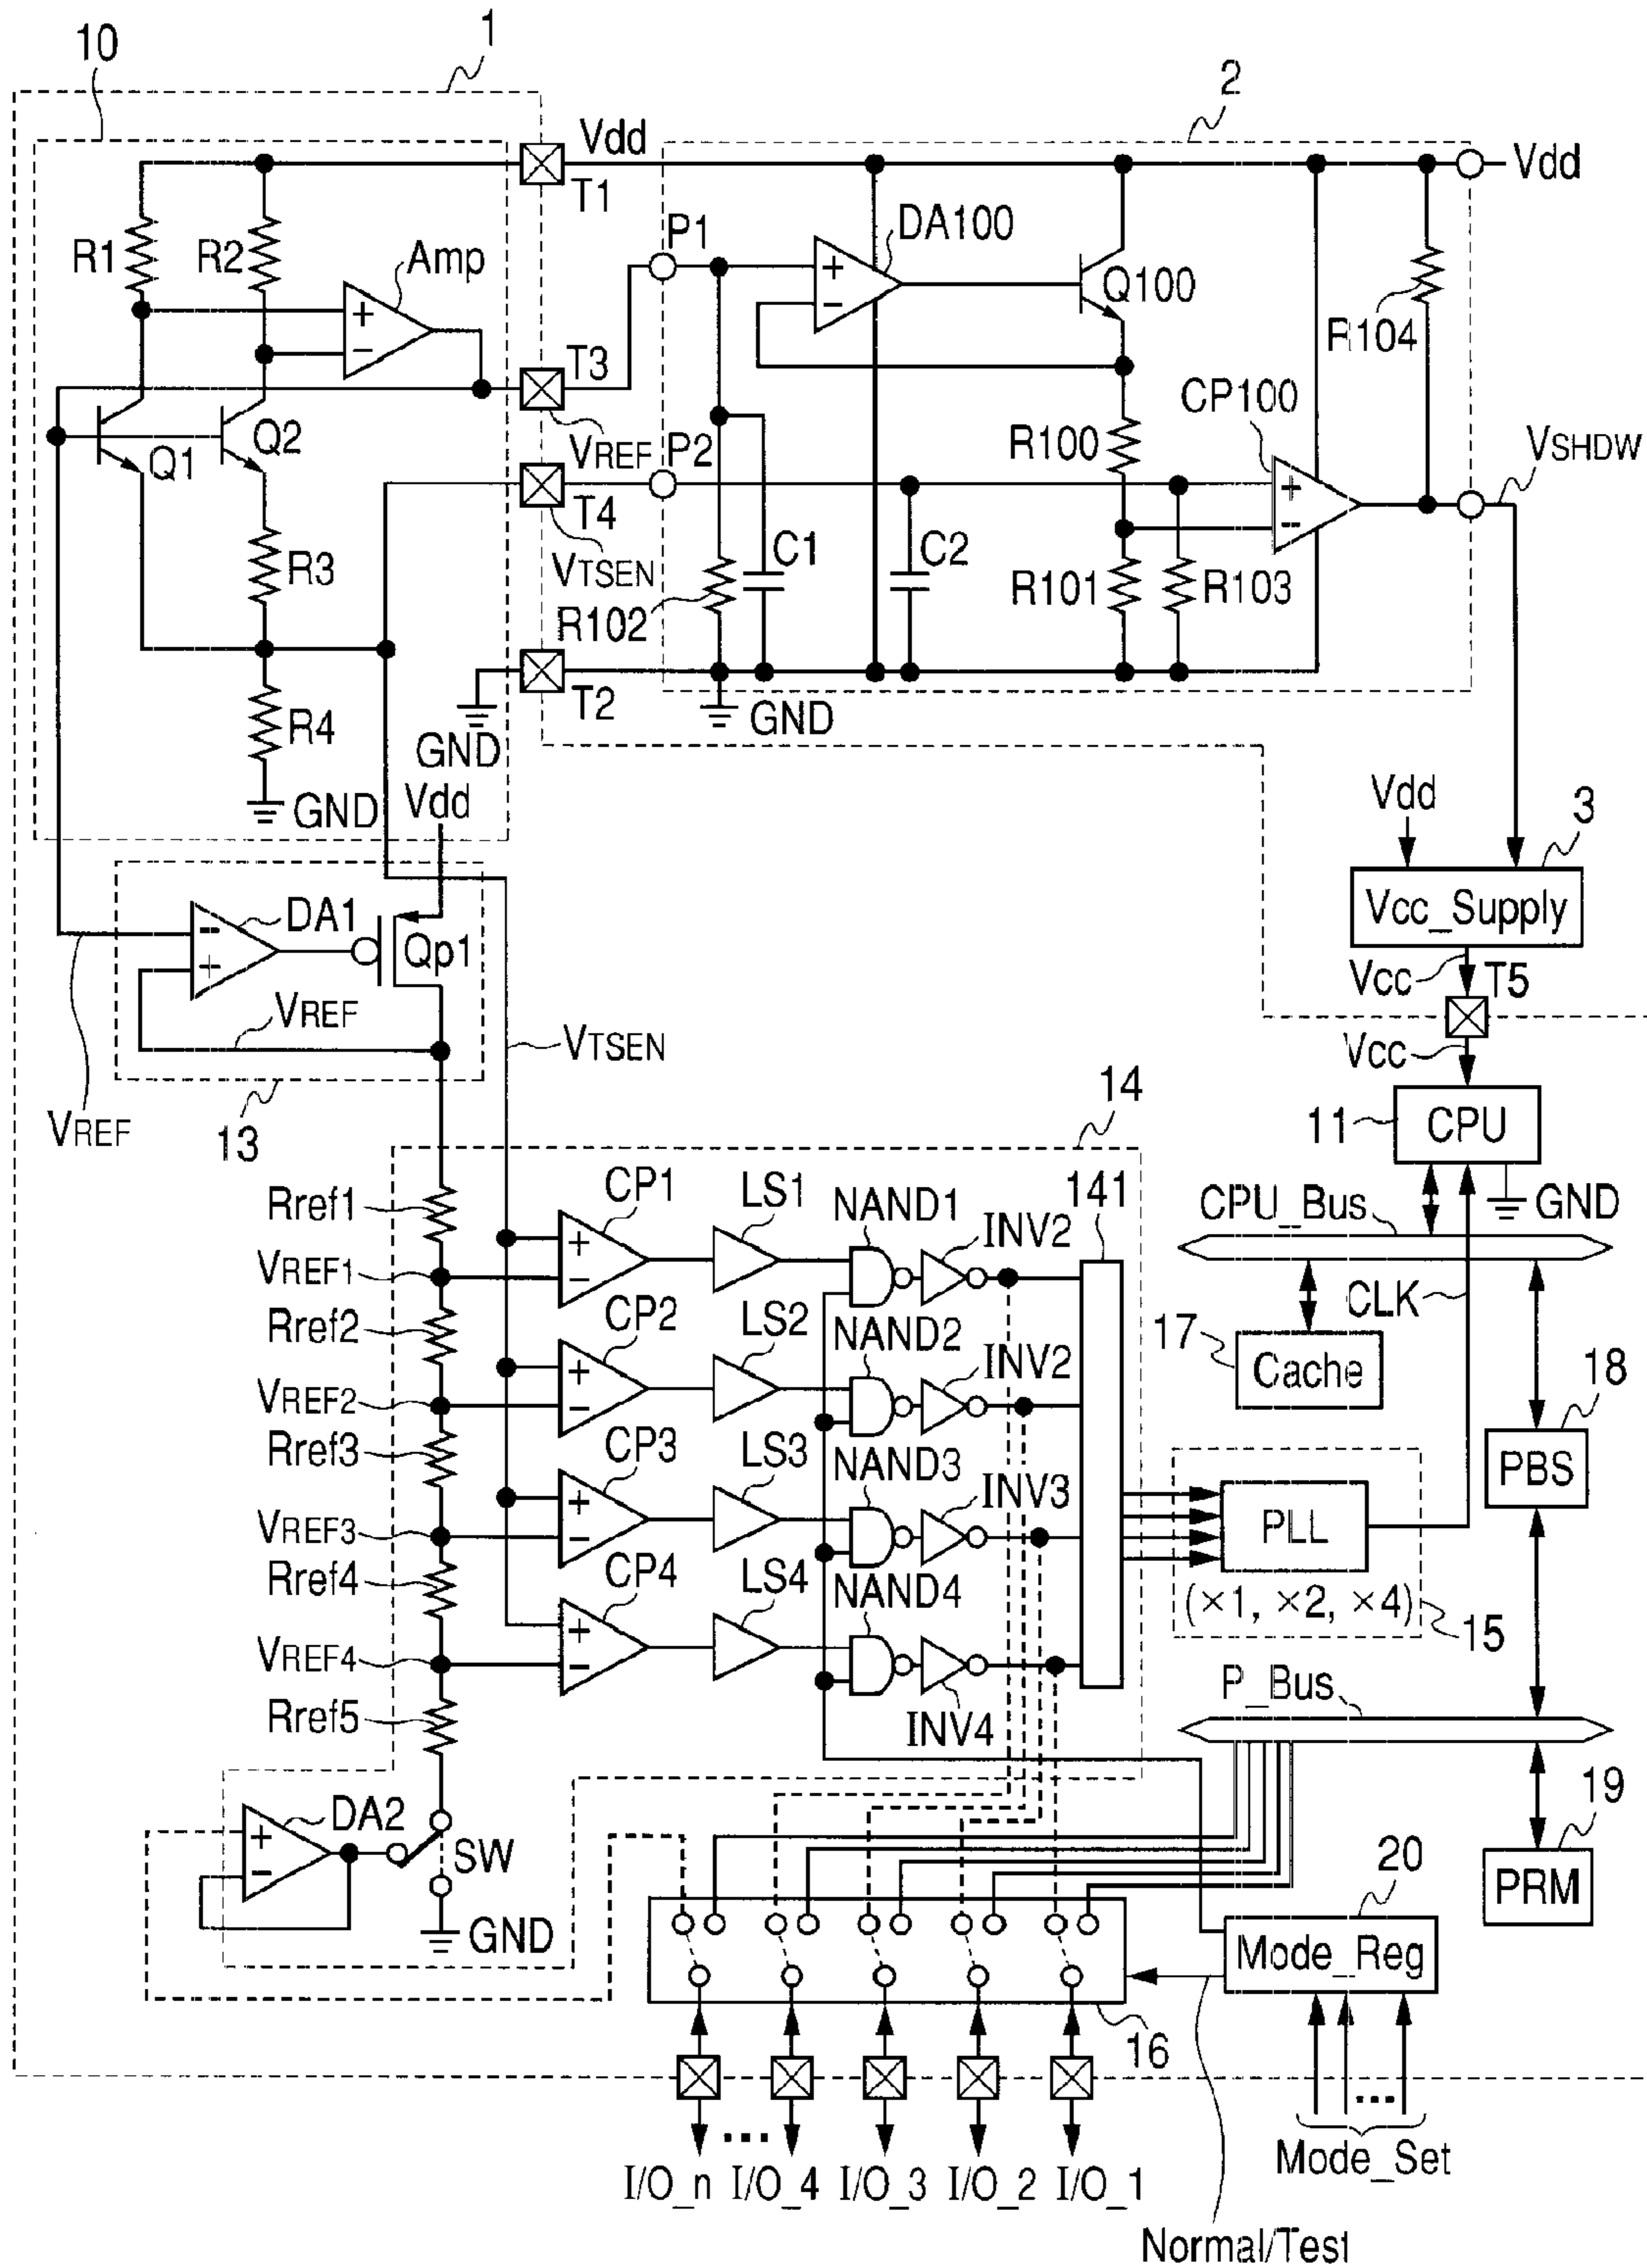 1
10
2
Vdd
Vdd
T1
R1
R2
Amp
P1
DA100
Q100
R104
T3
VREF
CP100
Q1
Q2
P2
R100
VSHDW
T4
VTSEN
C1
C2
R3
R102
R101
R103
T2
GND
GND
R4
GND
Vdd
Vdd
3
Vcc_Supply
DA1
Qp1
Vcc
T5
VREF
VTSEN
Vcc
VREF
13
14
11
CPU
Rref1
CP1
LS1
NAND1
INV2
141
CPU_Bus
GND
VREF1
CLK
Rref2
CP2
LS2
NAND2
INV2
17
Cache
18
VREF2
Rref3
CP3
LS3
NAND3
INV3
PBS
VREF3
PLL
Rref4
CP4
LS4
NAND4
(×1, ×2, ×4)
15
VREF4
P_Bus
Rref5
INV4
DA2
SW
19
PRM
20
GND
Mode_Reg
16
...
...
I/O_n I/O_4 I/O_3 I/O_2 I/O_1
Mode_Set
Normal/Test
+
−
+
−
+
−
−
+
+
−
+
−
+
−
+
−
+
−